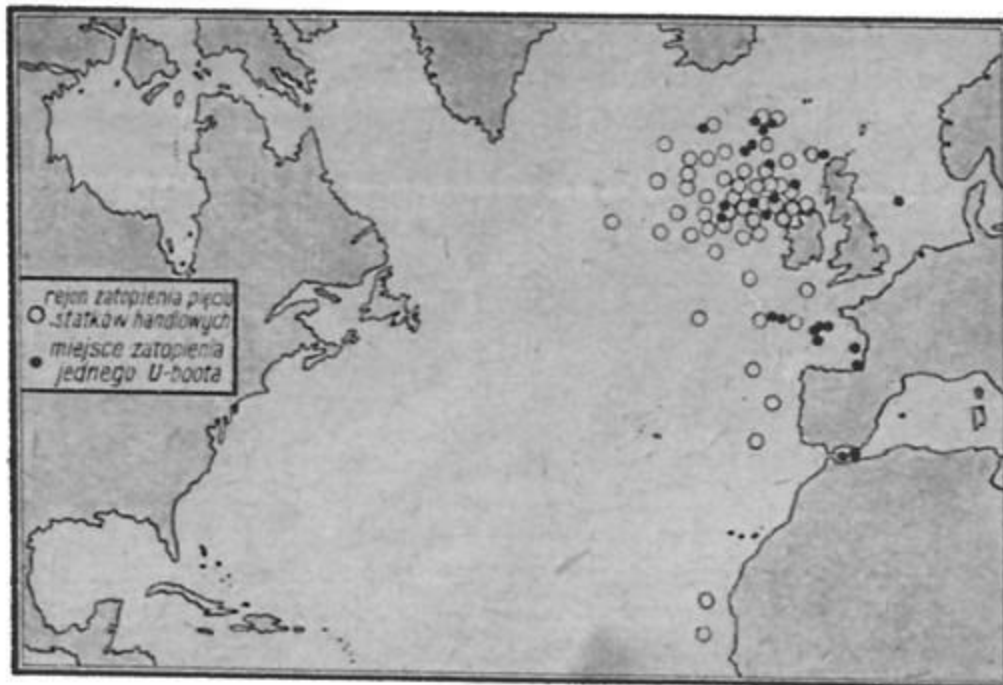 rejon zatopienia pięciu
statków handlowych
miejsce zatopienia
jednego U-boota